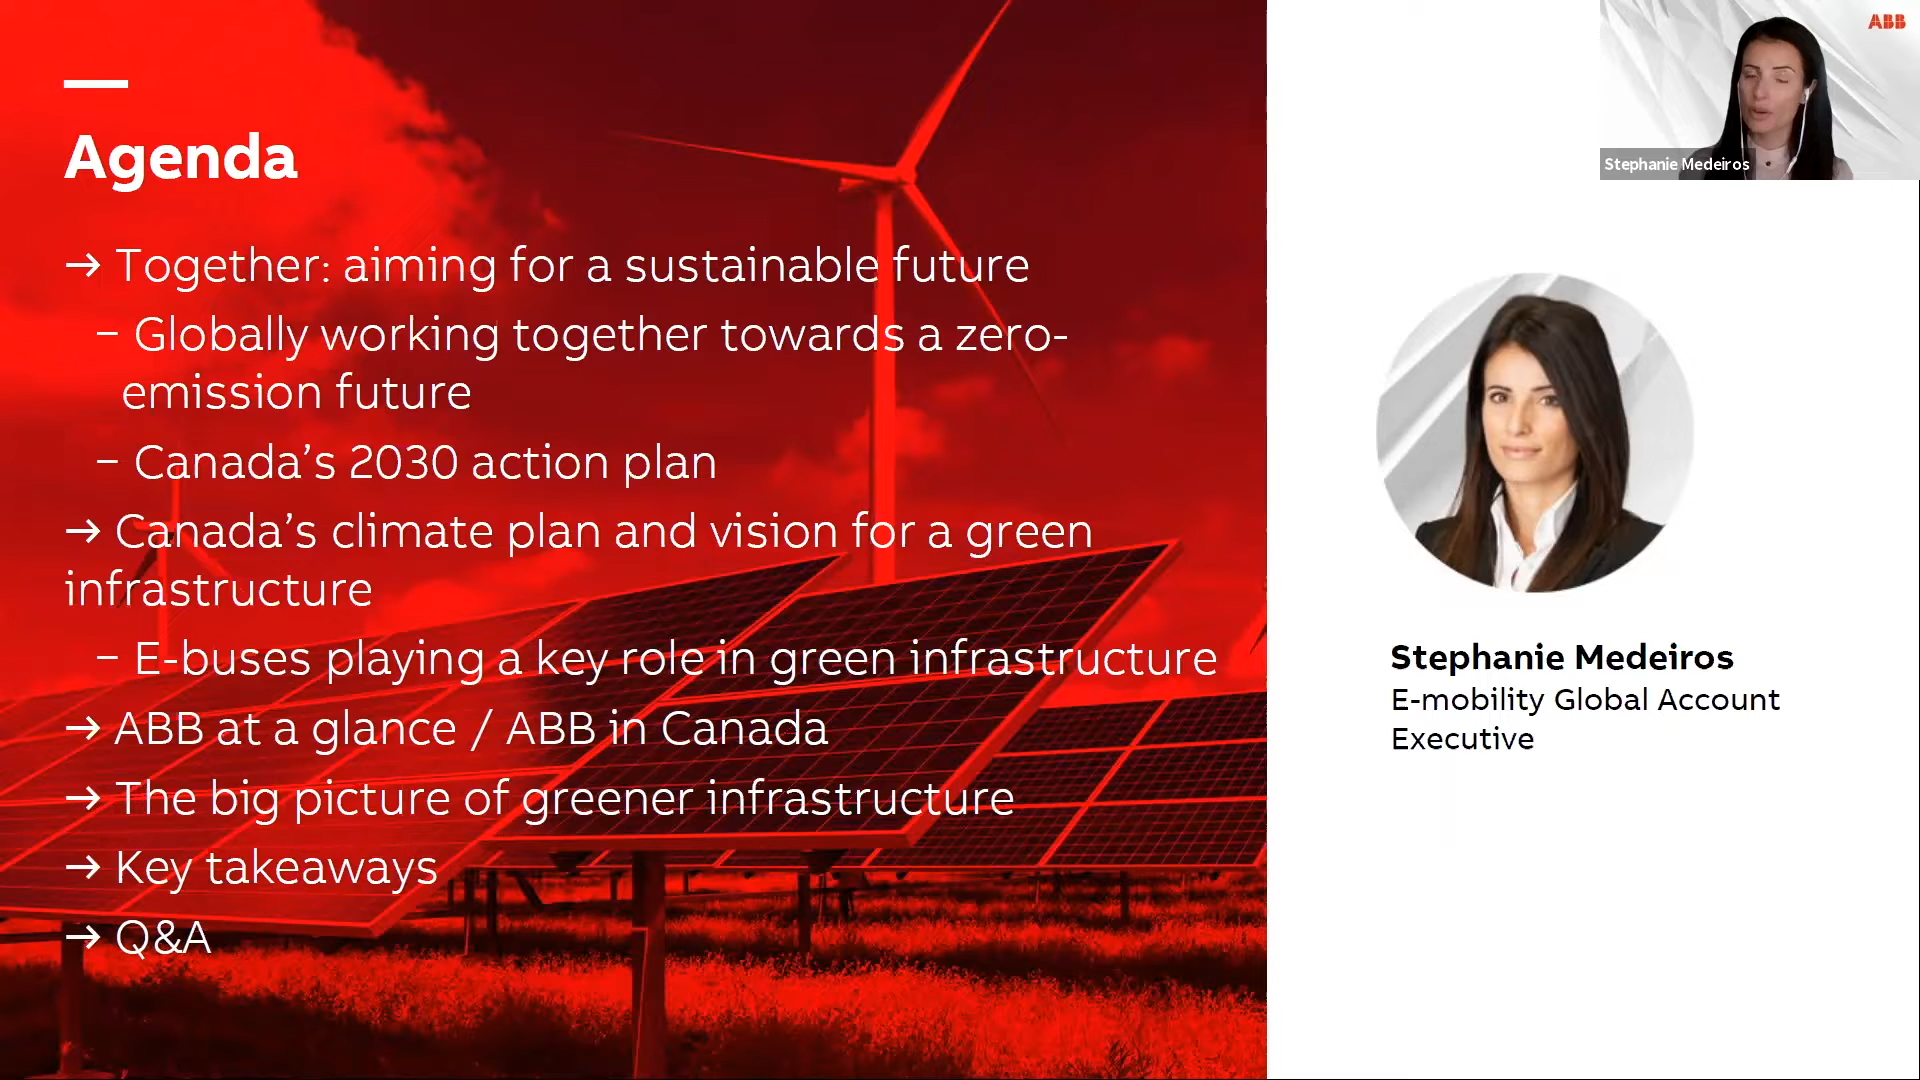 Agenda
→ Together: aiming for a sustainable future
– Globally working together towards a zero-
emission future
– Canada’s 2030 action plan
→ Canada’s climate plan and vision for a green
infrastructure
– E-buses playing a key role in green infrastructure
→ ABB at a glance / ABB in Canada
→ The big picture of greener infrastructure
→ Key takeaways
→ Q&A
ABB
Stephanie Medeiros
Stephanie Medeiros
E-mobility Global Account
Executive